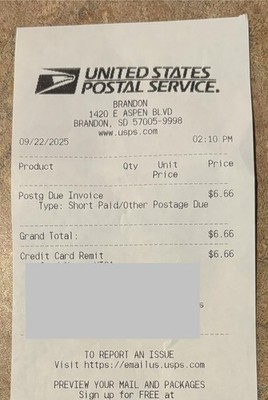 UNITED STATES
POSTAL SERVICE.
BRANDON
1420 E ASPEN BLVD
BRANDON, SD 57005-9998
www.usps.com
09/22/2025 02:10 PM
Product Qty Unit Price
Price
Postg Due Invoice $6.66
Type: Short Paid/Other Postage Due
Grand Total: $6.66
Credit Card Remit $6.66
TO REPORT AN ISSUE
Visit https://emailus.usps.com
PREVIEW YOUR MAIL AND PACKAGES
Sign up for FREE at